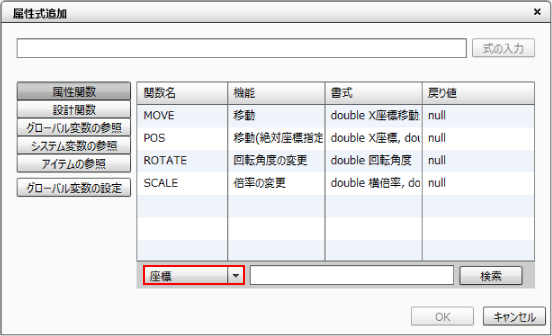 属性式追加 ×
式の入力
属性関数
設計関数
グローバル変数の参照
システム変数の参照
アイテムの参照
グローバル変数の設定
関数名 機能 書式 戻り値
MOVE 移動 double X座標移動, null
POS 移動(絶対座標指定 double X座標, dou null
ROTATE 回転角度の変更 double 回転角度 null
SCALE 倍率の変更 double 横倍率, do null
座標 検索
OK キャンセル